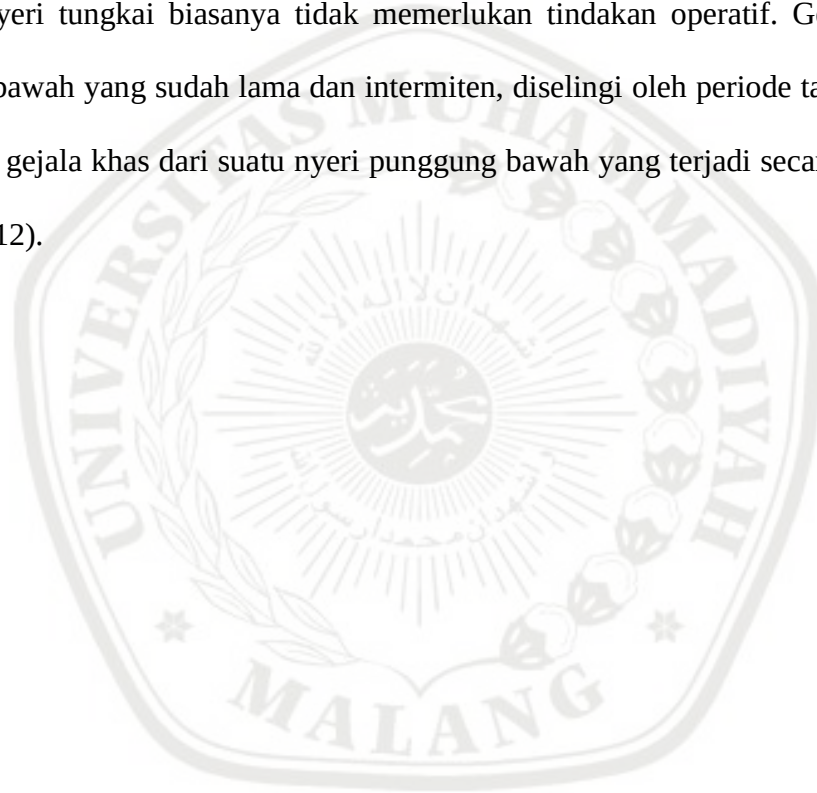 yeri tungkai biasanya tidak memerlukan tindakan operatif. G
bawah yang sudah lama dan intermiten, diselingi oleh periode ta
gejala khas dari suatu nyeri punggung bawah yang terjadi seca
12).
UNIVERSITAS MUHAMMADIYAH
MALANG